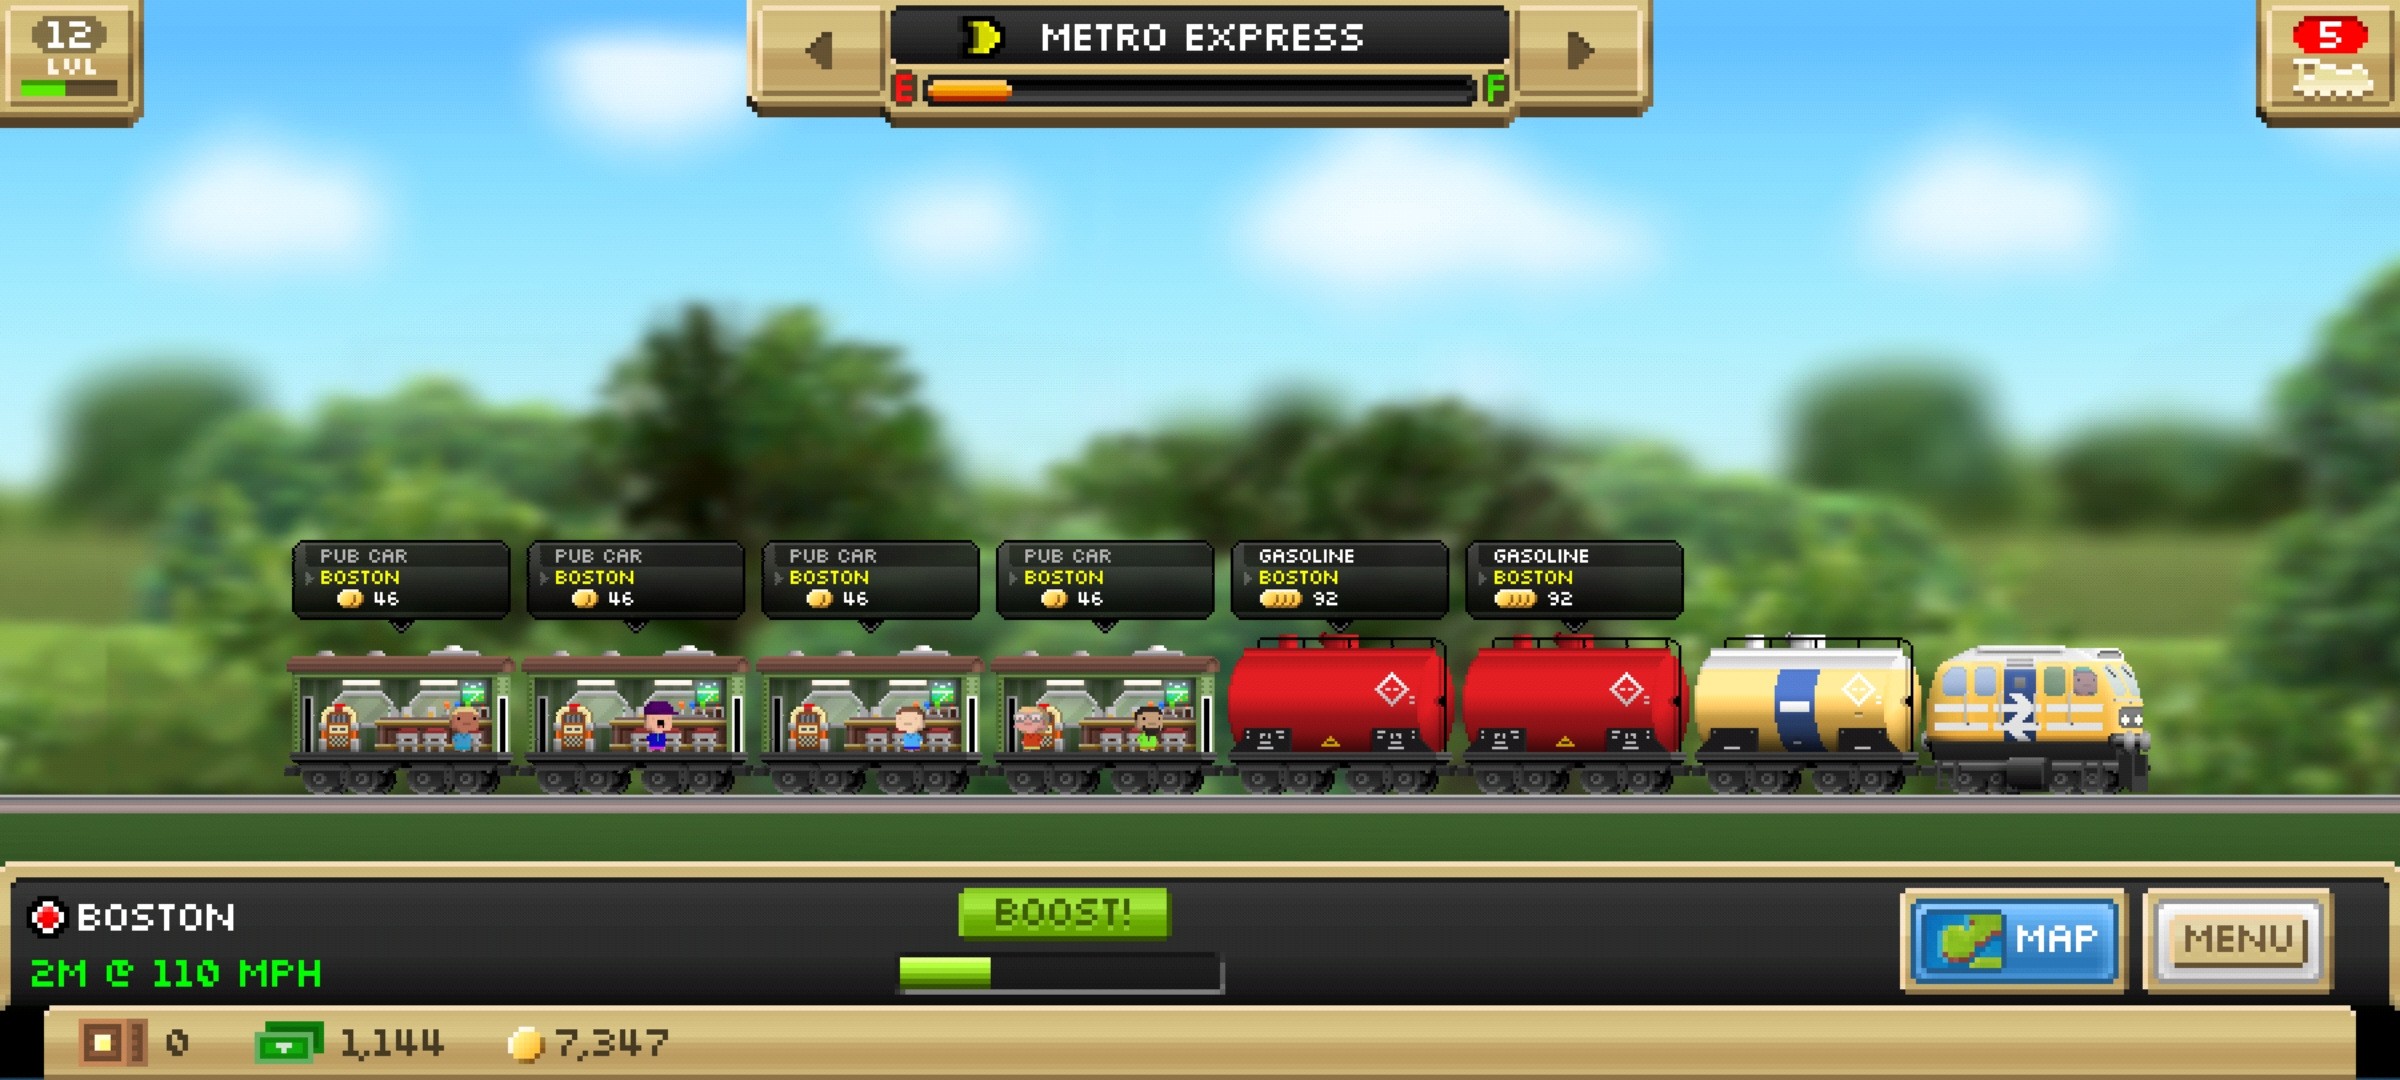 12
LVL
METRO EXPRESS
E F
5
PUB CAR
BOSTON
46
PUB CAR
BOSTON
46
PUB CAR
BOSTON
46
PUB CAR
BOSTON
46
GASOLINE
BOSTON
92
GASOLINE
BOSTON
92
BOSTON
2M @ 110 MPH
BOOST!
MAP
MENU
0
1,144
7,347